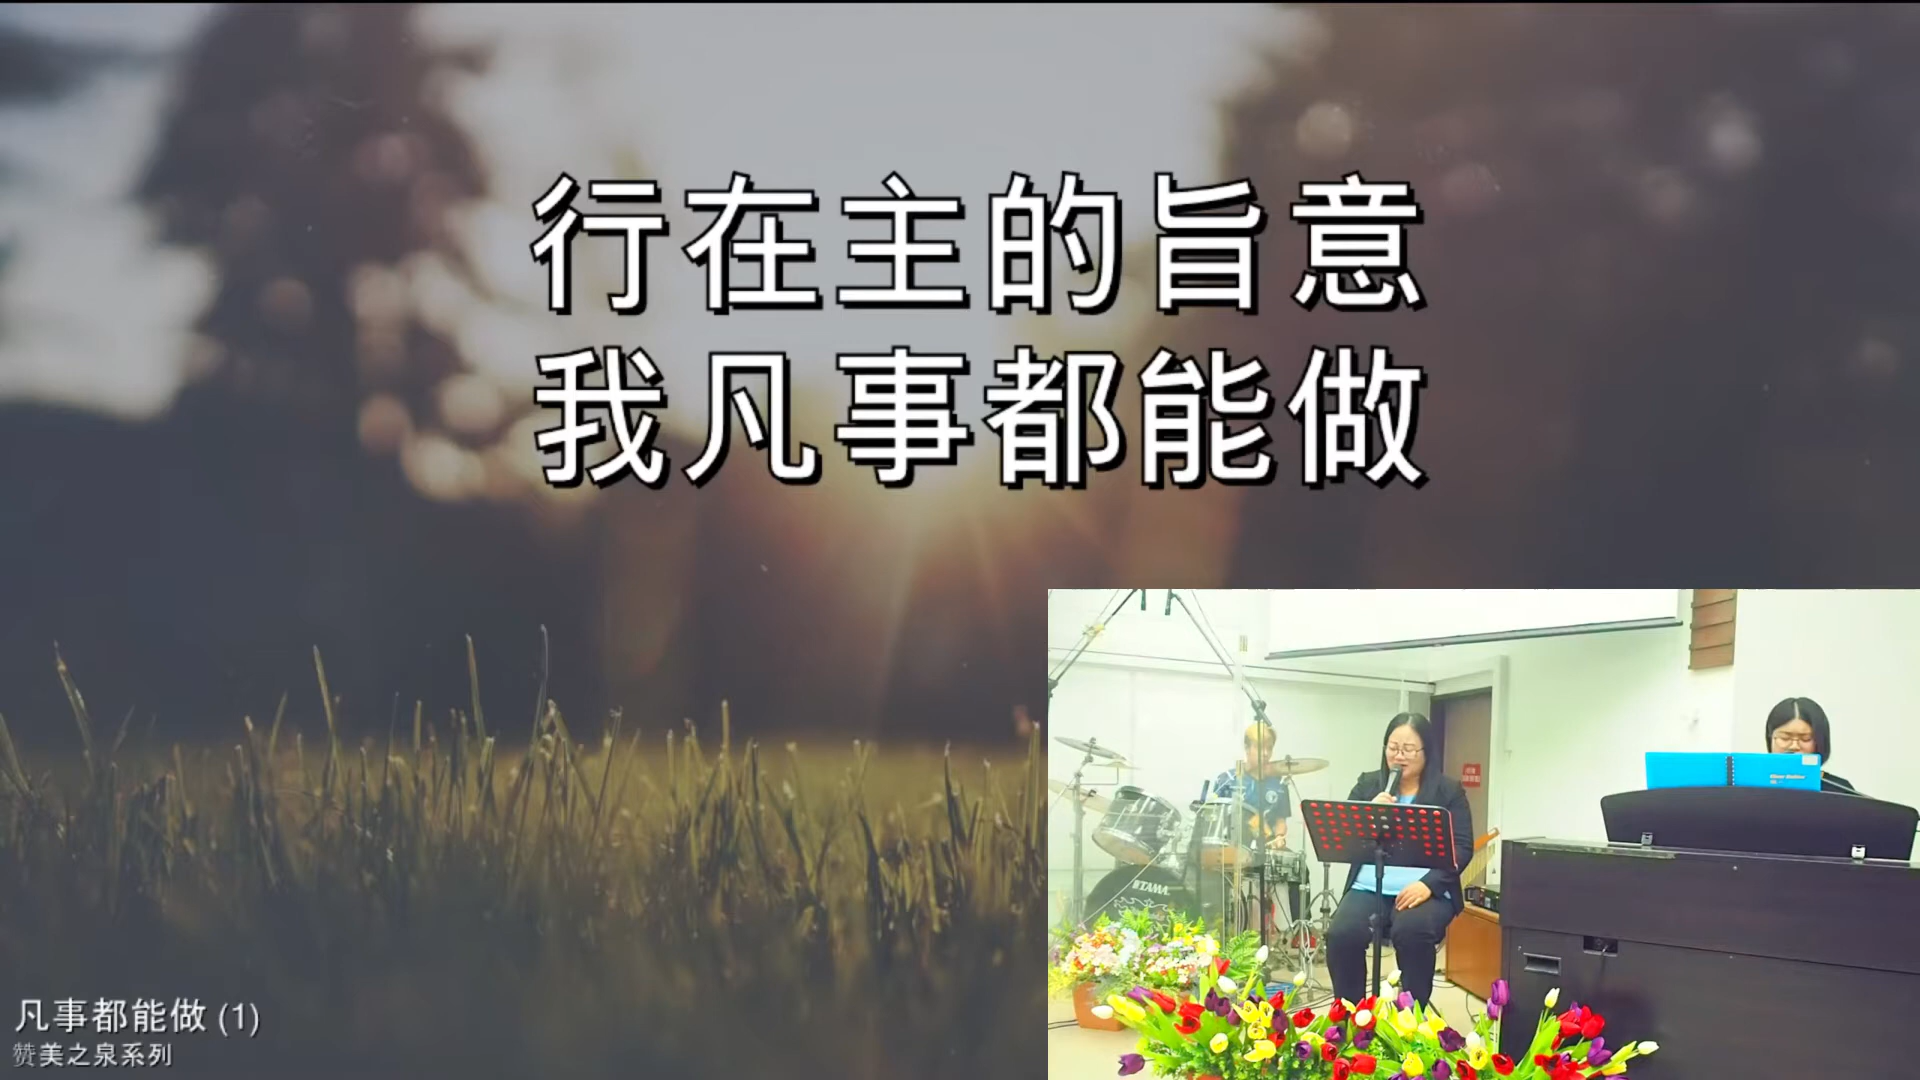 行在主的旨意
我凡事都能做
凡事都能做 (1)
赞美之泉系列
TAMA